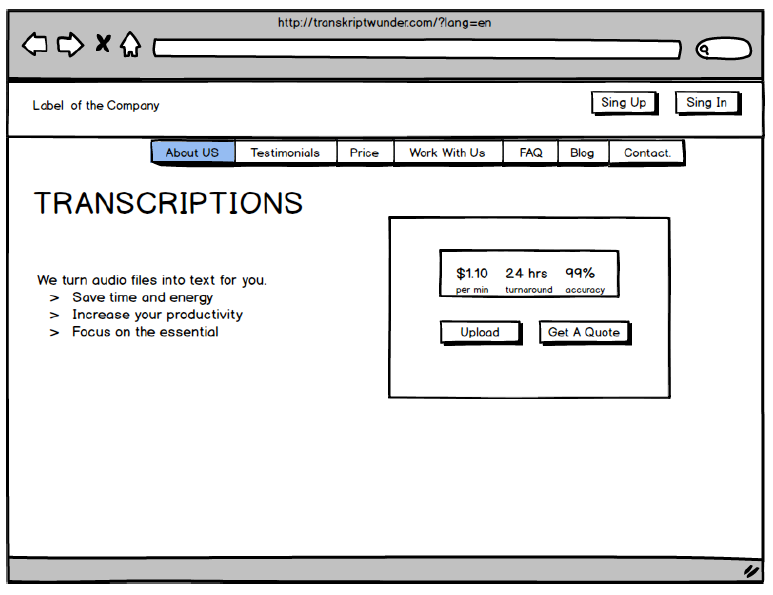 http://transkriptwunder.com/?lang=en
Label of the Company
Sing Up
Sing In
About US
Testimonials
Price
Work With Us
FAQ
Blog
Contact.
TRANSCRIPTIONS
We turn audio files into text for you.
> Save time and energy
> Increase your productivity
> Focus on the essential
$1.10 24 hrs 99%
per min turnaround accuracy
Upload
Get A Quote